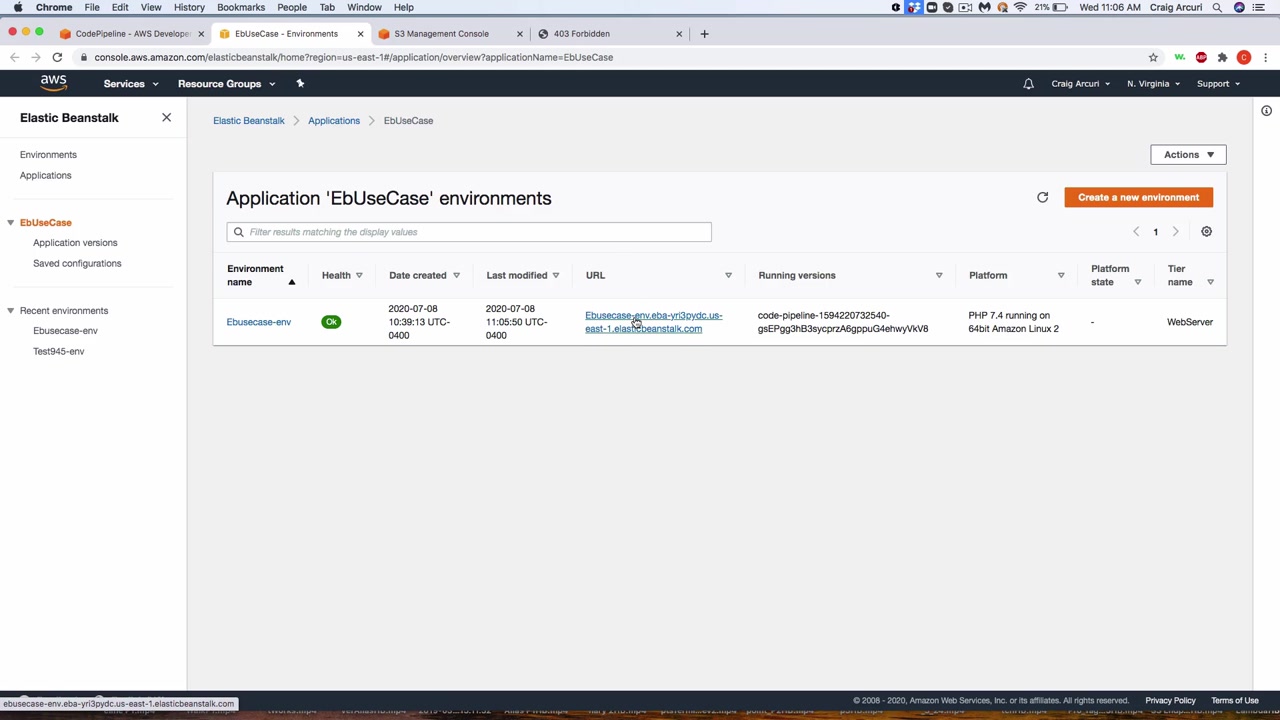 Chrome File Edit View History Bookmarks People Tab Window Help 21% Wed 11:06 AM Craig Arcuri
CodePipeline - AWS Developer EbUseCase - Environments S3 Management Console 403 Forbidden
console.aws.amazon.com/elasticbeanstalk/home?region=us-east-1#/application/overview?applicationName=EbUseCase
aws Services Resource Groups Craig Arcuri N. Virginia Support
Elastic Beanstalk
Environments
Applications
EbUseCase
Application versions
Saved configurations
Recent environments
Ebusecase-env
Test945-env
Elastic Beanstalk > Applications > EbUseCase
Actions
Application 'EbUseCase' environments
Create a new environment
Filter results matching the display values
1
Environment name Health Date created Last modified URL Running versions Platform Platform state Tier name
Ebusecase-env Ok 2020-07-08 10:39:13 UTC-0400 2020-07-08 11:05:50 UTC-0400 Ebusecase-env.eba-yri3pydc.us-east-1.elasticbeanstalk.com code-pipeline-1594220732540-gsEPgg3hB3sycprzA6gppuG4ehwyVkV8 PHP 7.4 running on 64bit Amazon Linux 2 - WebServer
ebusecase-env.eba-yri3pydc.us-east-1.elasticbeanstalk.com
© 2008 - 2020, Amazon Web Services, Inc. or its affiliates. All rights reserved. Privacy Policy Terms of Use